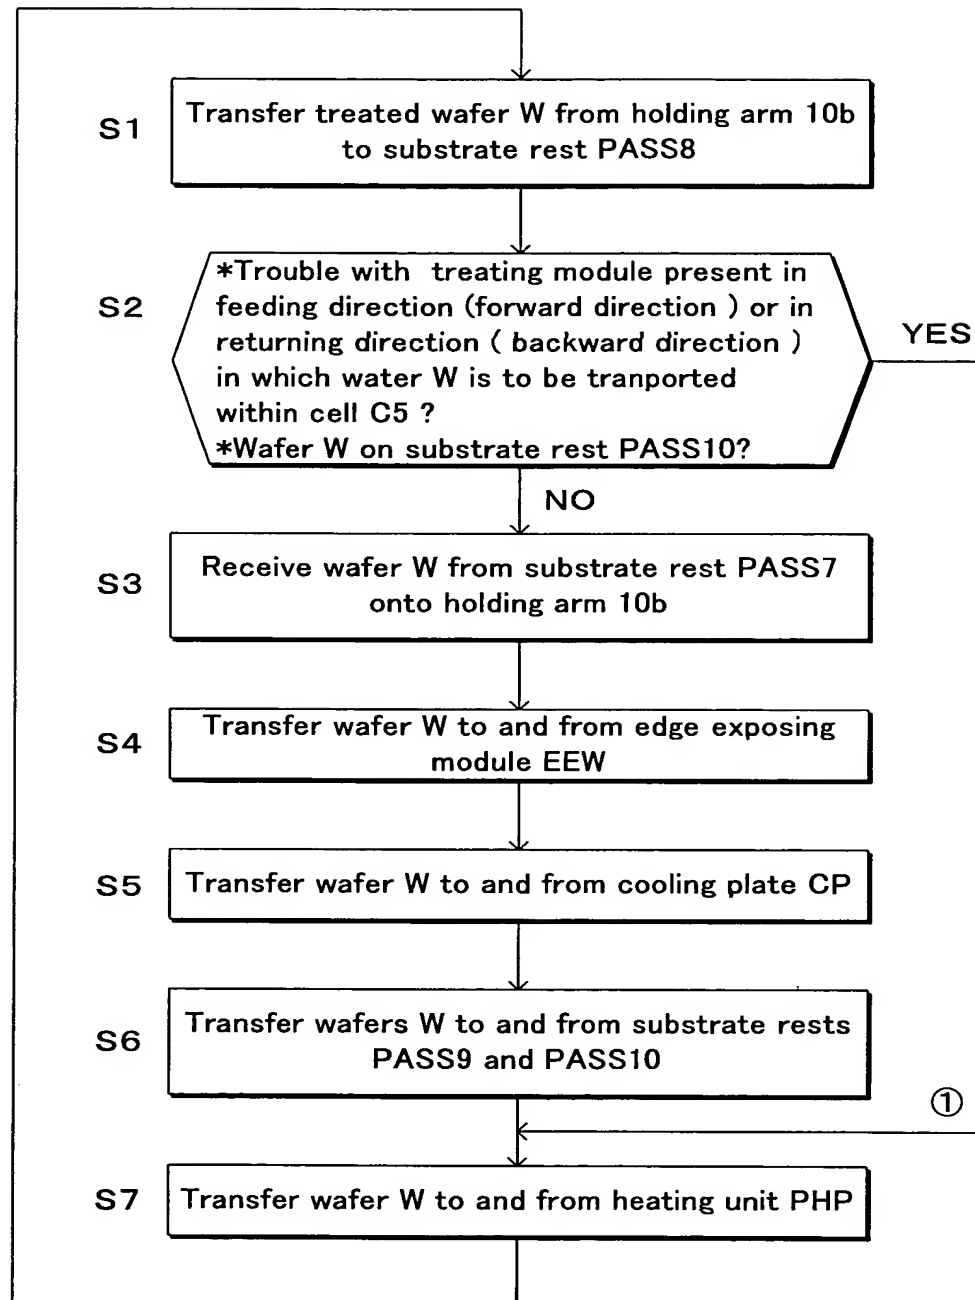 S1
Transfer treated wafer W from holding arm 10b
to substrate rest PASS8
S2
*Trouble with treating module present in
feeding direction (forward direction ) or in
returning direction ( backward direction )
in which water W is to be tranported
within cell C5 ?
*Wafer W on substrate rest PASS10?
YES
NO
S3
Receive wafer W from substrate rest PASS7
onto holding arm 10b
S4
Transfer wafer W to and from edge exposing
module EEW
S5
Transfer wafer W to and from cooling plate CP
S6
Transfer wafers W to and from substrate rests
PASS9 and PASS10
①
S7
Transfer wafer W to and from heating unit PHP